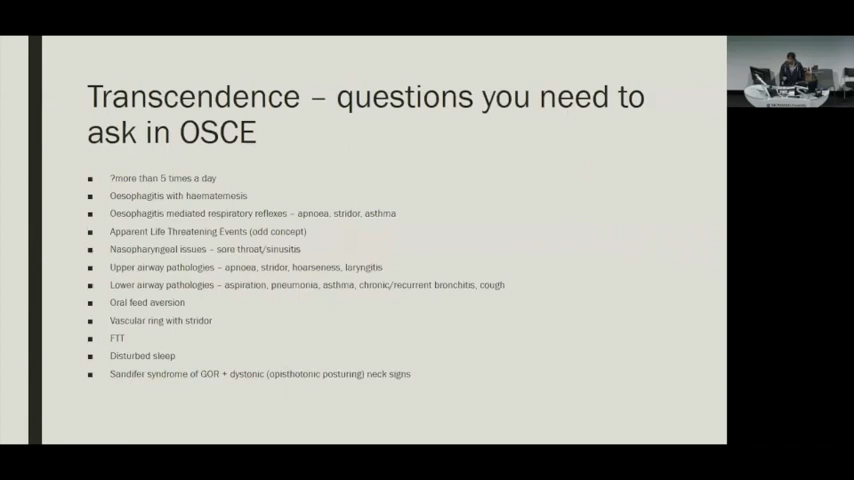 Transcendence – questions you need to
ask in OSCE
?more than 5 times a day
Oesophagitis with haematemesis
Oesophagitis mediated respiratory reflexes – apnoea, stridor, asthma
Apparent Life Threatening Events (odd concept)
Nasopharyngeal issues – sore throat/sinusitis
Upper airway pathologies – apnoea, stridor, hoarseness, laryngitis
Lower airway pathologies – aspiration, pneumonia, asthma, chronic/recurrent bronchitis, cough
Oral feed aversion
Vascular ring with stridor
FTT
Disturbed sleep
Sandifer syndrome of GOR + dystonic (opisthotonic posturing) neck signs